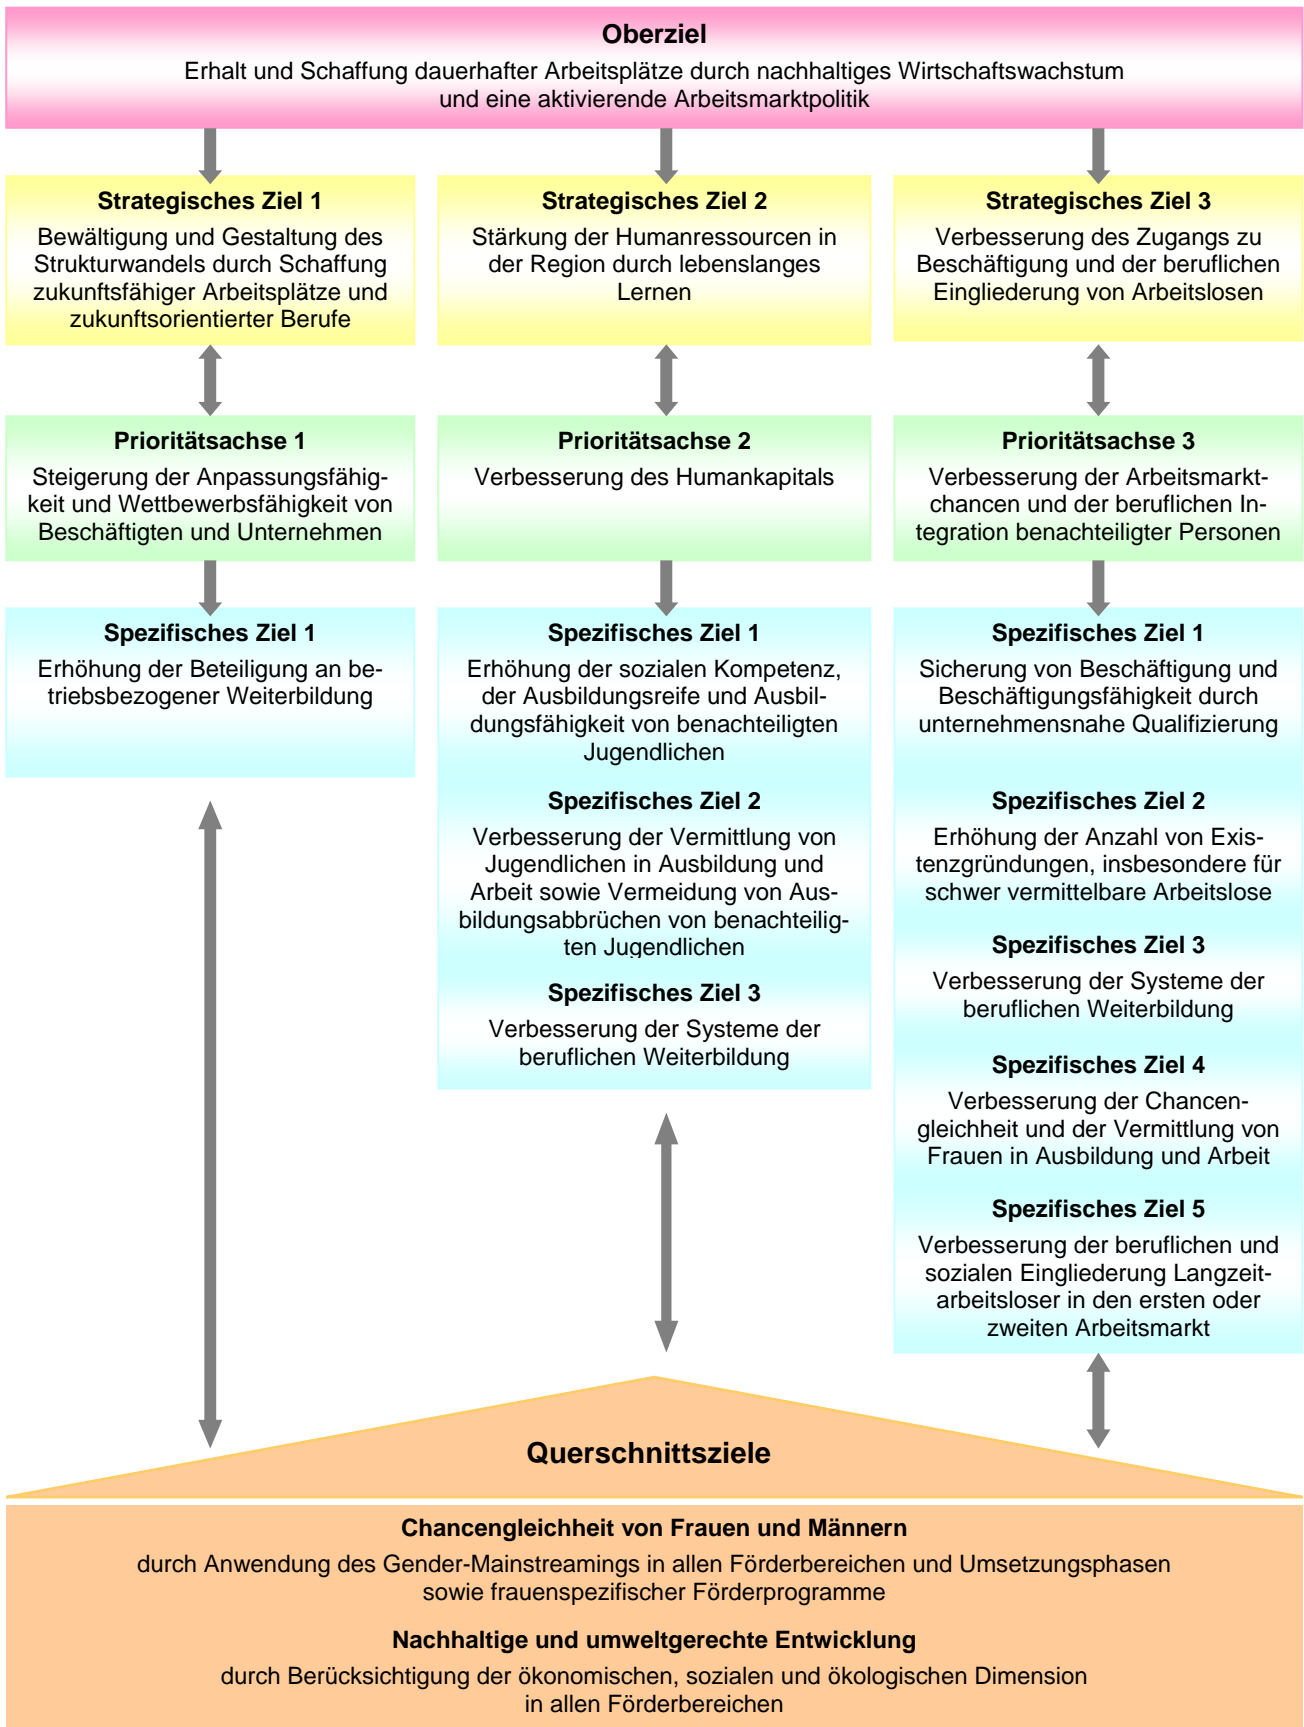 Oberziel
Erhalt und Schaffung dauerhafter Arbeitsplätze durch nachhaltiges Wirtschaftswachstum
und eine aktivierende Arbeitsmarktpolitik
Strategisches Ziel 1
Bewältigung und Gestaltung des
Strukturwandels durch Schaffung
zukunftsfähiger Arbeitsplätze und
zukunftsorientierter Berufe
Strategisches Ziel 2
Stärkung der Humanressourcen in
der Region durch lebenslanges
Lernen
Strategisches Ziel 3
Verbesserung des Zugangs zu
Beschäftigung und der beruflichen
Eingliederung von Arbeitslosen
Prioritätsachse 1
Steigerung der Anpassungsfähig-
keit und Wettbewerbsfähigkeit von
Beschäftigten und Unternehmen
Prioritätsachse 2
Verbesserung des Humankapitals
Prioritätsachse 3
Verbesserung der Arbeitsmarkt-
chancen und der beruflichen In-
tegration benachteiligter Personen
Spezifisches Ziel 1
Erhöhung der Beteiligung an be-
triebsbezogener Weiterbildung
Spezifisches Ziel 1
Erhöhung der sozialen Kompetenz,
der Ausbildungsreife und Ausbil-
dungsfähigkeit von benachteiligten
Jugendlichen
Spezifisches Ziel 2
Verbesserung der Vermittlung von
Jugendlichen in Ausbildung und
Arbeit sowie Vermeidung von Aus-
bildungsabbrüchen von benachteilig-
ten Jugendlichen
Spezifisches Ziel 3
Verbesserung der Systeme der
beruflichen Weiterbildung
Spezifisches Ziel 1
Sicherung von Beschäftigung und
Beschäftigungsfähigkeit durch
unternehmensnahe Qualifizierung
Spezifisches Ziel 2
Erhöhung der Anzahl von Exis-
tenzgründungen, insbesondere für
schwer vermittelbare Arbeitslose
Spezifisches Ziel 3
Verbesserung der Systeme der
beruflichen Weiterbildung
Spezifisches Ziel 4
Verbesserung der Chancen-
gleichheit und der Vermittlung von
Frauen in Ausbildung und Arbeit
Spezifisches Ziel 5
Verbesserung der beruflichen und
sozialen Eingliederung Langzeit-
arbeitsloser in den ersten oder
zweiten Arbeitsmarkt
Querschnittsziele
Chancengleichheit von Frauen und Männern
durch Anwendung des Gender-Mainstreamings in allen Förderbereichen und Umsetzungsphasen
sowie frauenspezifischer Förderprogramme
Nachhaltige und umweltgerechte Entwicklung
durch Berücksichtigung der ökonomischen, sozialen und ökologischen Dimension
in allen Förderbereichen